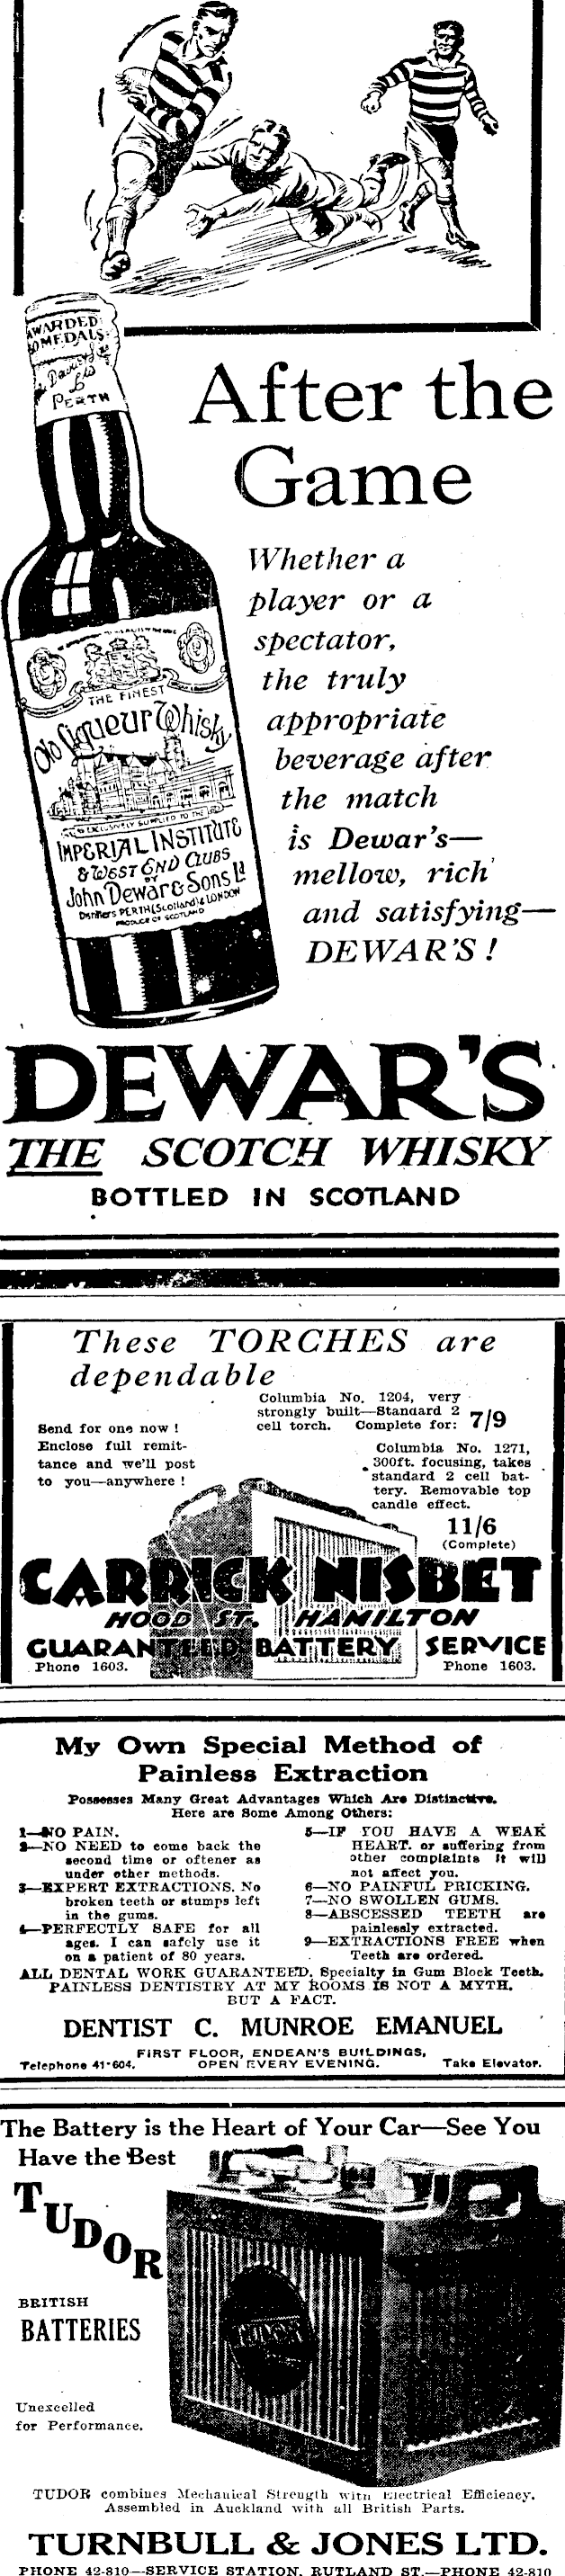 AWARDED
MEDALS
PERTH
After the
Game
Whether a
player or a
spectator,
the truly
appropriate
beverage after
the match
is Dewar's—
mellow, rich
and satisfying—
DEWAR'S !
THE FINEST
Old Liqueur Whisky
EXCLUSIVELY SUPPLIED TO THE
IMPERIAL INSTITUTE
& WEST END CLUBS
BY
John Dewar & Sons Ld
Distillers PERTH (Scotland) & LONDON
PRODUCE OF SCOTLAND
DEWAR'S
THE SCOTCH WHISKY
BOTTLED IN SCOTLAND
These TORCHES are
dependable
Send for one now !
Enclose full remit-
tance and we'll post
to you—anywhere !
Columbia No. 1204, very
strongly built—Standard 2
cell torch. Complete for: 7/9
Columbia No. 1271,
300ft. focusing, takes
standard 2 cell bat-
tery. Removable top
candle effect.
11/6
(Complete)
CARRICK NISBET
HOOD ST. HAMILTON
GUARANTEED BATTERY SERVICE
Phone 1603. Phone 1603.
My Own Special Method of
Painless Extraction
Possesses Many Great Advantages Which Are Distinctive.
Here are Some Among Others:
1—NO PAIN.
2—NO NEED to come back the
second time or oftener as
under other methods.
3—EXPERT EXTRACTIONS. No
broken teeth or stumps left
in the gums.
4—PERFECTLY SAFE for all
ages. I can safely use it
on a patient of 80 years.
5—IF YOU HAVE A WEAK
HEART, or suffering from
other complaints it will
not affect you.
6—NO PAINFUL PRICKING.
7—NO SWOLLEN GUMS.
8—ABSCESSED TEETH are
painlessly extracted.
9—EXTRACTIONS FREE when
Teeth are ordered.
ALL DENTAL WORK GUARANTEED. Specialty in Gum Block Teeth.
PAINLESS DENTISTRY AT MY ROOMS IS NOT A MYTH,
BUT A FACT.
DENTIST C. MUNROE EMANUEL
FIRST FLOOR, ENDEAN'S BUILDINGS,
Telephone 41-604. OPEN EVERY EVENING. Take Elevator.
The Battery is the Heart of Your Car—See You
Have the Best
TUDOR
BRITISH
BATTERIES
TUDOR
Unexcelled
for Performance.
TUDOR combines Mechanical Strength with Electrical Efficiency.
Assembled in Auckland with all British Parts.
TURNBULL & JONES LTD.
PHONE 42-810—SERVICE STATION, RUTLAND ST.—PHONE 42-810